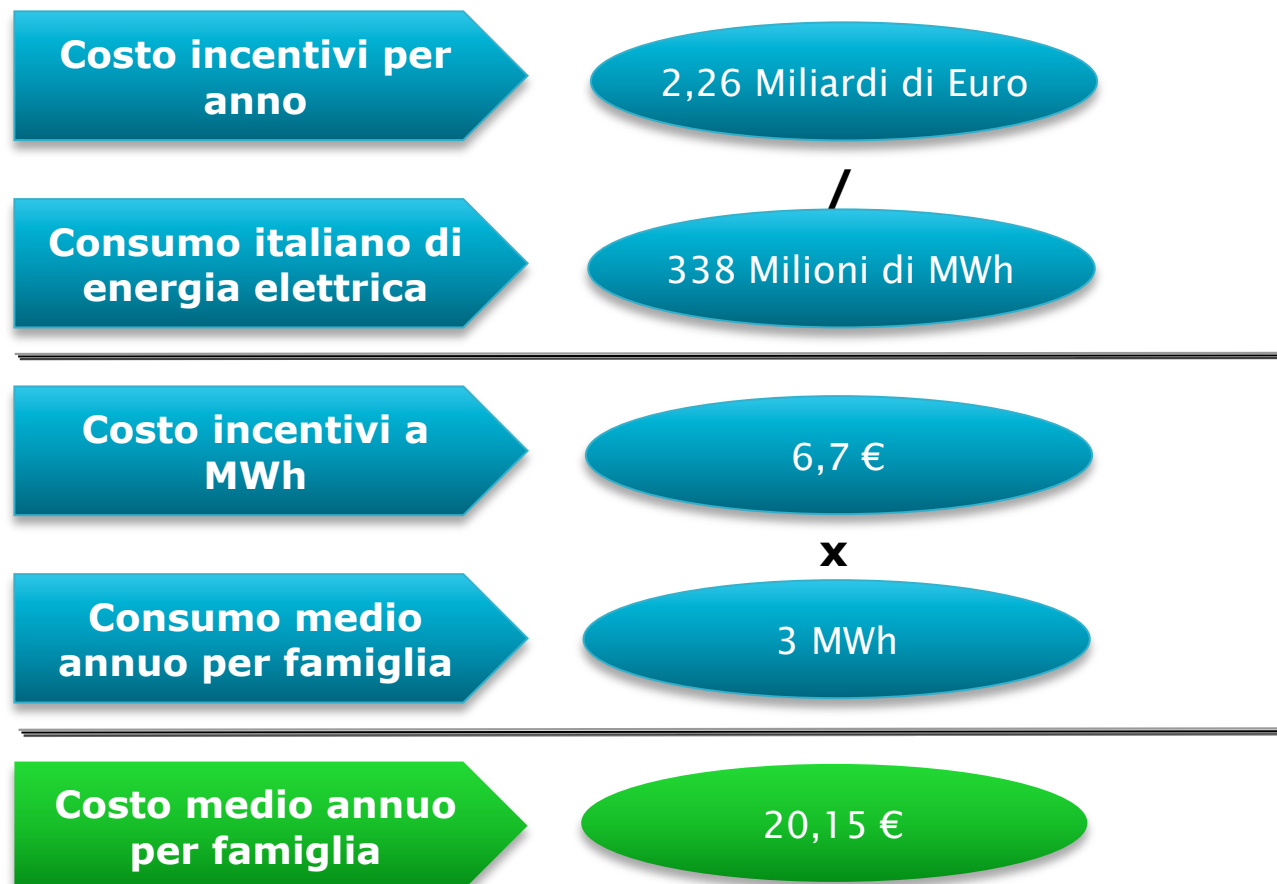 Costo incentivi per
anno
2,26 Miliardi di Euro
/
Consumo italiano di
energia elettrica
338 Milioni di MWh
Costo incentivi a
MWh
6,7 €
x
Consumo medio
annuo per famiglia
3 MWh
Costo medio annuo
per famiglia
20,15 €